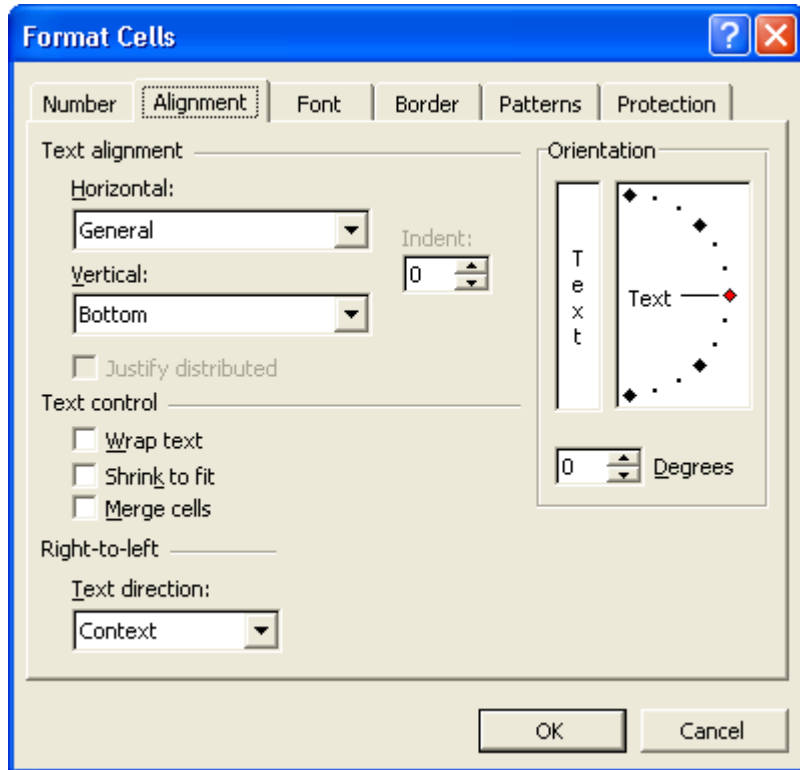 Format Cells
Number Alignment Font Border Patterns Protection
Text alignment
Horizontal:
General
Indent:
0
Vertical:
Bottom
Justify distributed
Text control
Wrap text
Shrink to fit
Merge cells
Right-to-left
Text direction:
Context
Orientation
Text
Text
0 Degrees
OK Cancel